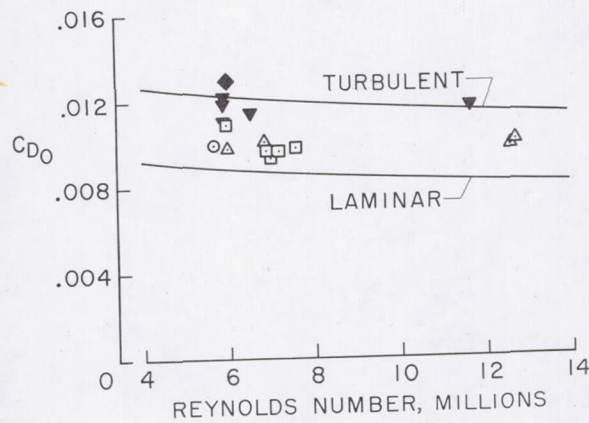 .016
TURBULENT
.012
CDO
.008
LAMINAR
.004
0
4 6 8 10 12 14
REYNOLDS NUMBER, MILLIONS